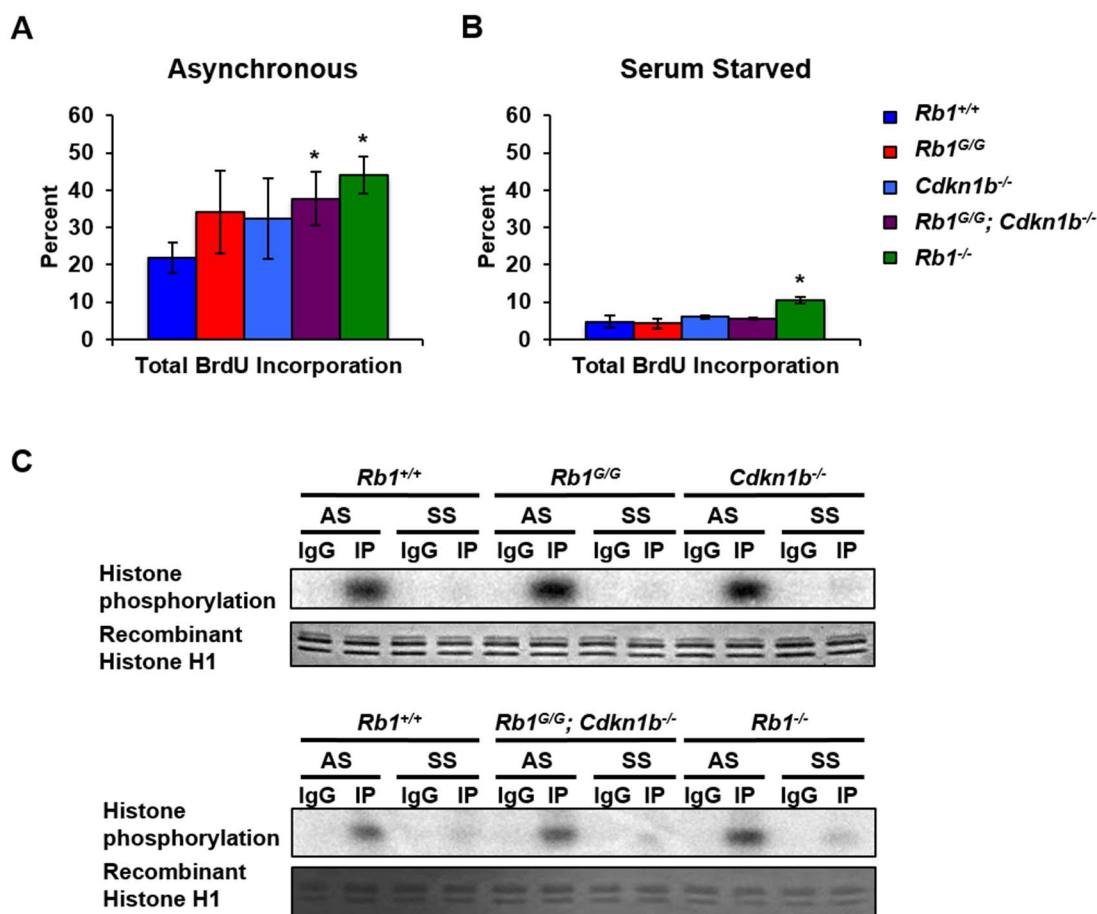 A
Asynchronous
Percent
60
50
40
30
20
10
0
* *
Total BrdU Incorporation
B
Serum Starved
Percent
60
50
40
30
20
10
0
*
Total BrdU Incorporation
Rb1+/+
Rb1G/G
Cdkn1b-/-
Rb1G/G; Cdkn1b-/-
Rb1-/-
C
Rb1+/+ Rb1G/G Cdkn1b-/-
AS SS AS SS AS SS
IgG IP IgG IP IgG IP IgG IP IgG IP IgG IP
Histone
phosphorylation
Recombinant
Histone H1
Rb1+/+ Rb1G/G; Cdkn1b-/- Rb1-/-
AS SS AS SS AS SS
IgG IP IgG IP IgG IP IgG IP IgG IP IgG IP
Histone
phosphorylation
Recombinant
Histone H1